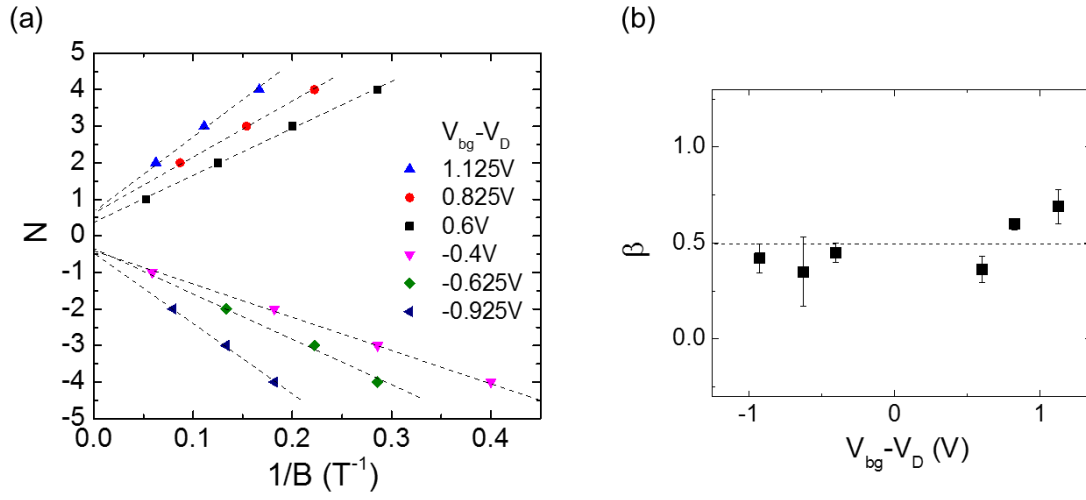 (a)
5
4
3
2
1
0
-1
-2
-3
-4
-5
N
0.0 0.1 0.2 0.3 0.4
1/B (T⁻¹)
V_bg-V_D
1.125V
0.825V
0.6V
-0.4V
-0.625V
-0.925V
(b)
1.0
0.5
0.0
β
-1 0 1
V_bg-V_D (V)